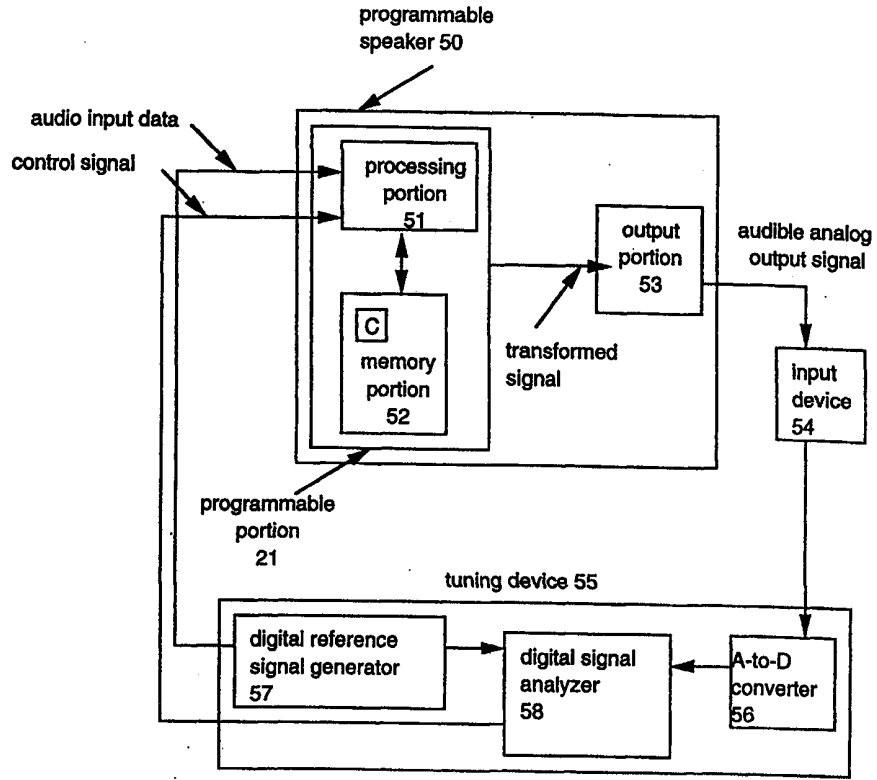 programmable
speaker 50
audio input data
control signal
processing
portion
51
C
memory
portion
52
output
portion
53
transformed
signal
audible analog
output signal
input
device
54
programmable
portion
21
tuning device 55
digital reference
signal generator
57
digital signal
analyzer
58
A-to-D
converter
56